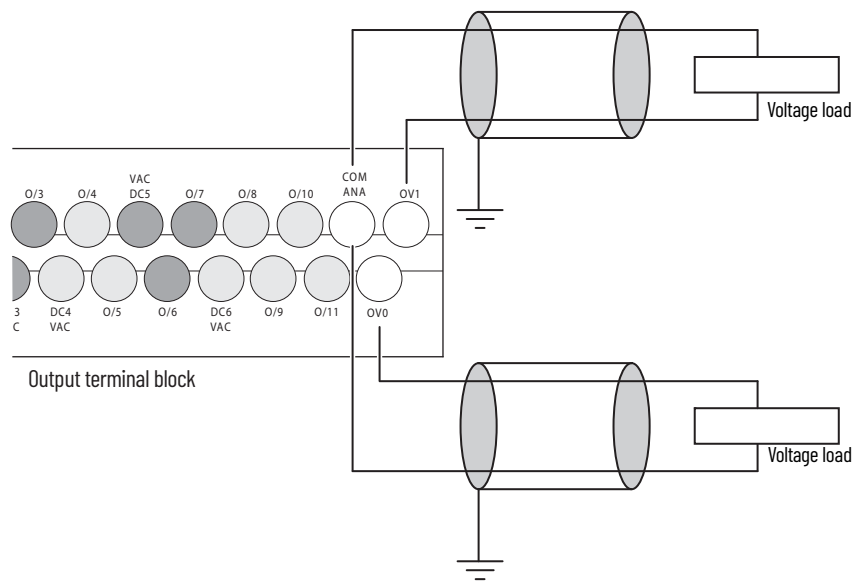 Voltage load
VAC
DC5
COM
ANA
O/3
O/4
O/7
O/8
O/10
OV1
3
C
DC4
VAC
O/5
O/6
DC6
VAC
O/9
O/11
OV0
Output terminal block
Voltage load